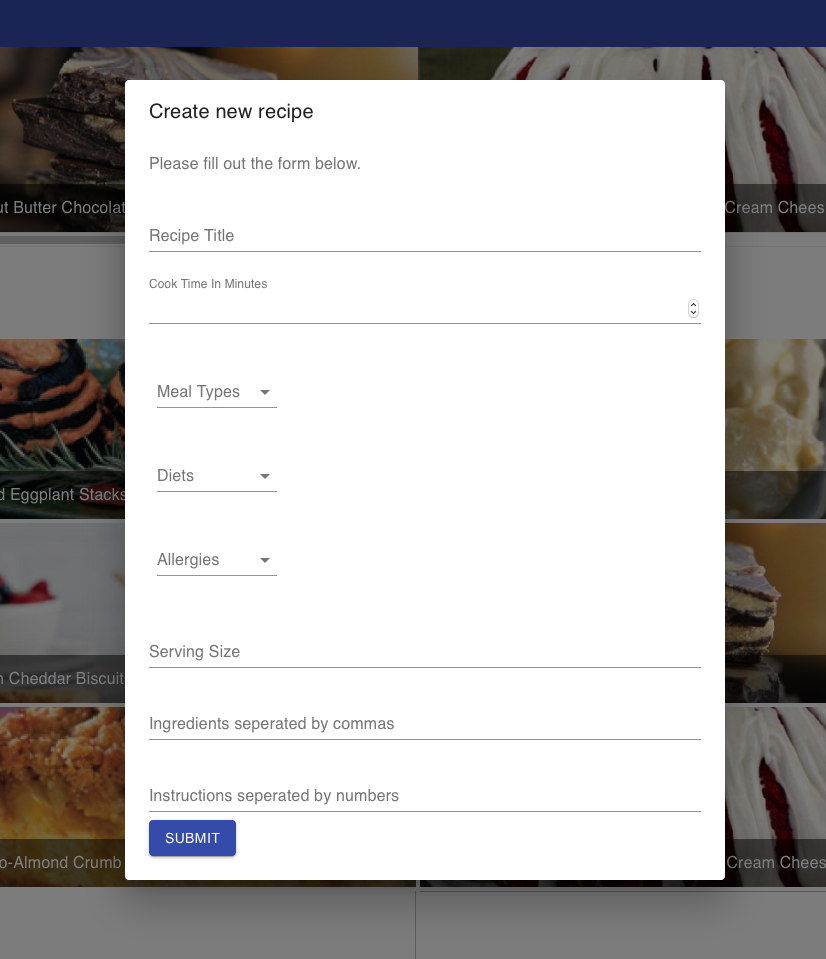 Create new recipe
Please fill out the form below.
Recipe Title
Cook Time In Minutes
Meal Types
Diets
Allergies
Serving Size
Ingredients seperated by commas
Instructions seperated by numbers
SUBMIT
Butter Chocolat
Cream Chees
Eggplant Stacks
Cheddar Biscuit
o-Almond Crumb
Cream Chees